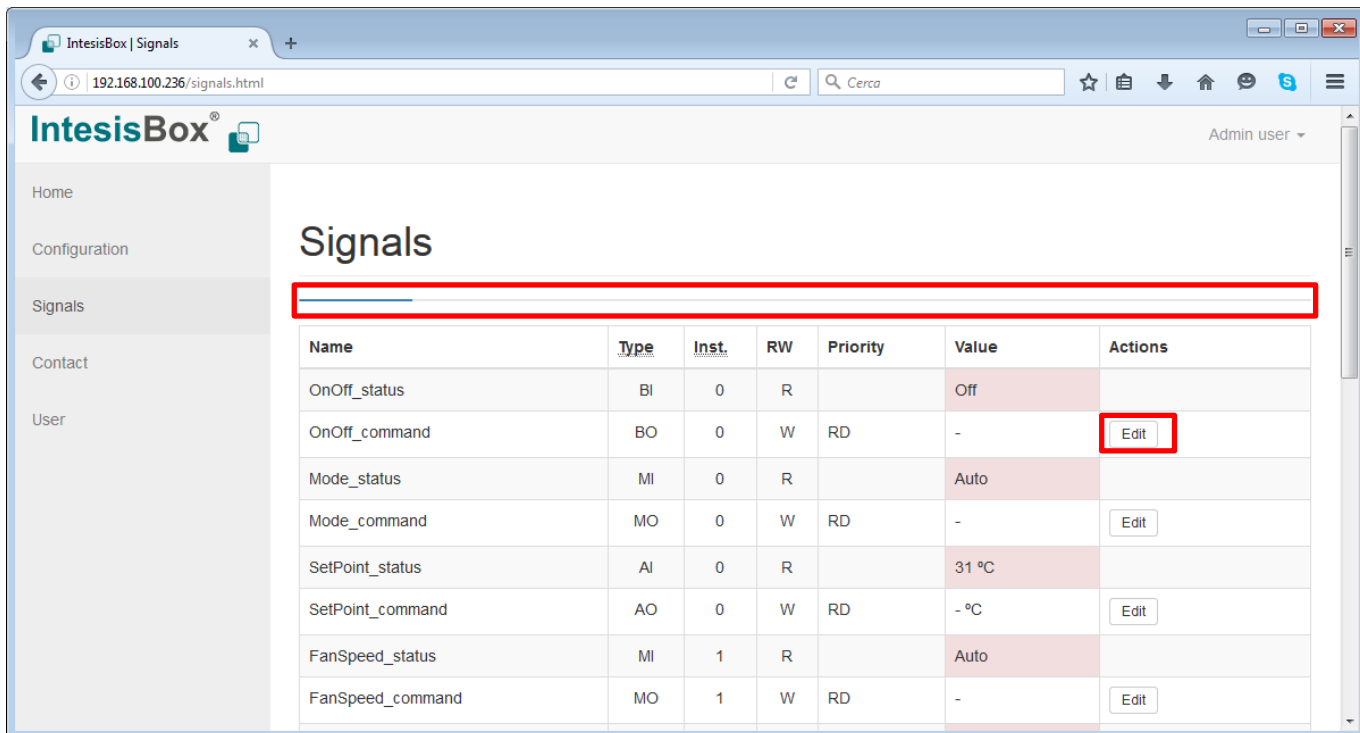 IntesisBox | Signals
192.168.100.236/signals.html
Cerca
IntesisBox®
Admin user
Home
Configuration
Signals
Contact
User
Signals
Name Type Inst. RW Priority Value Actions
OnOff_status BI 0 R Off
OnOff_command BO 0 W RD - Edit
Mode_status MI 0 R Auto
Mode_command MO 0 W RD - Edit
SetPoint_status AI 0 R 31 ºC
SetPoint_command AO 0 W RD - ºC Edit
FanSpeed_status MI 1 R Auto
FanSpeed_command MO 1 W RD - Edit